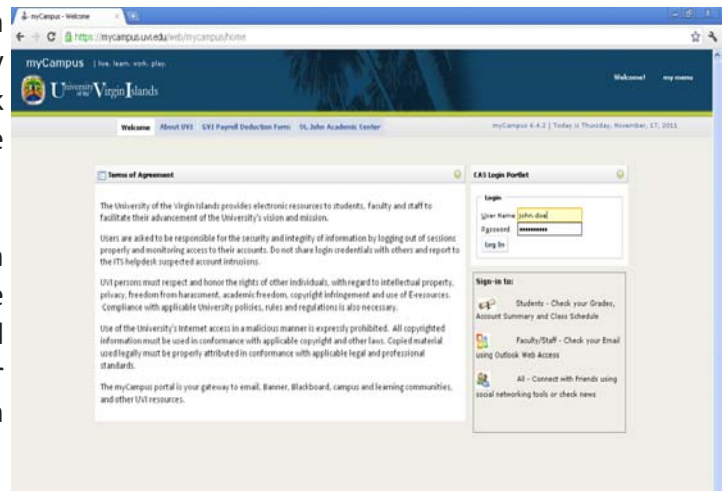 myCampus - Welcome
https://mycampus.uvi.edu/web/mycampus/home
myCampus | live. learn. work. play.
University of the Virgin Islands
Welcome! my menu
Welcome About UVI GVI Payroll Deduction Form St. John Academic Center
myCampus 6.4.2 | Today is Thursday, November, 17, 2011
Terms of Agreement
The University of the Virgin Islands provides electronic resources to students, faculty and staff to
facilitate their advancement of the University's vision and mission.
Users are asked to be responsible for the security and integrity of information by logging out of sessions
properly and monitoring access to their accounts. Do not share login credentials with others and report to
the ITS helpdesk suspected account intrusions.
UVI persons must respect and honor the rights of other individuals, with regard to intellectual property,
privacy, freedom from harassment, academic freedom, copyright infringement and use of E-resources.
Compliance with applicable University policies, rules and regulations is also necessary.
Use of the University's Internet access in a malicious manner is expressly prohibited. All copyrighted
information must be used in conformance with applicable copyright and other laws. Copied material
used legally must be properly attributed in conformance with applicable legal and professional
standards.
The myCampus portal is your gateway to email, Banner, Blackboard, campus and learning communities,
and other UVI resources.
CAS Login Portlet
Login
User Name john.doe
Password
Log In
Sign-in to:
Students - Check your Grades,
Account Summary and Class Schedule
Faculty/Staff - Check your Email
using Outlook Web Access
All - Connect with Friends using
social networking tools or check news